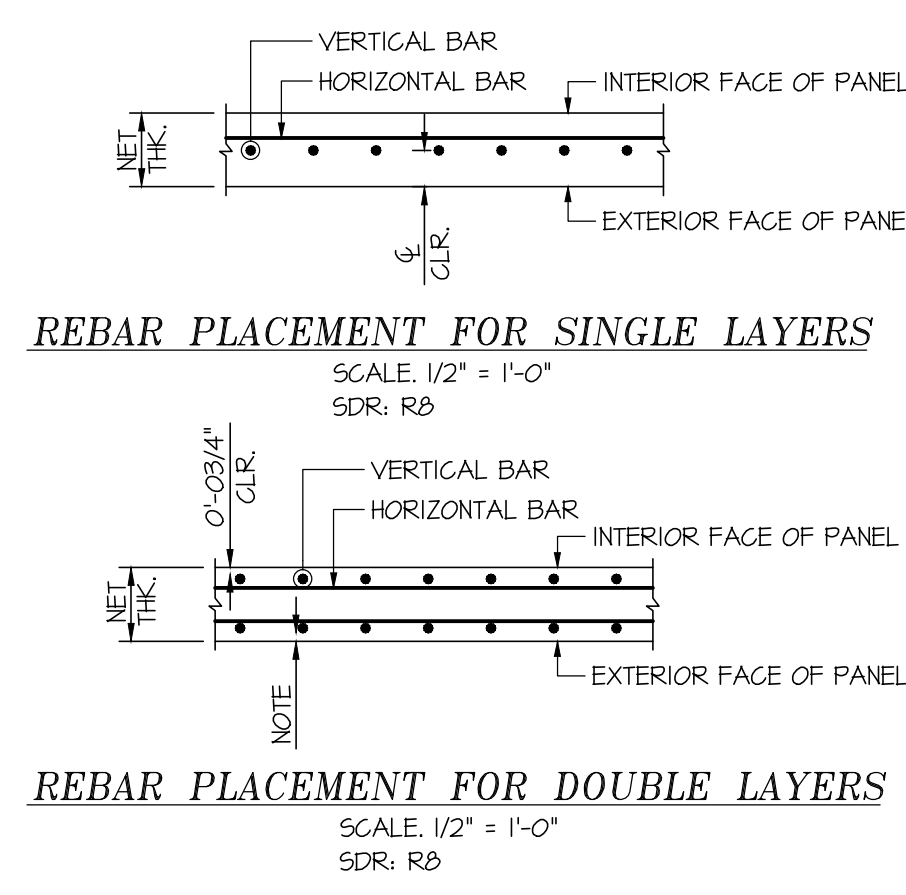 VERTICAL BAR
HORIZONTAL BAR
INTERIOR FACE OF PANEL
NET
THK.
EXTERIOR FACE OF PANE
℄
CLR.
REBAR PLACEMENT FOR SINGLE LAYERS
SCALE. 1/2" = 1'-0"
SDR: R8
0'-03/4"
CLR.
VERTICAL BAR
HORIZONTAL BAR
INTERIOR FACE OF PANEL
NET
THK.
EXTERIOR FACE OF PANEL
NOTE
REBAR PLACEMENT FOR DOUBLE LAYERS
SCALE. 1/2" = 1'-0"
SDR: R8